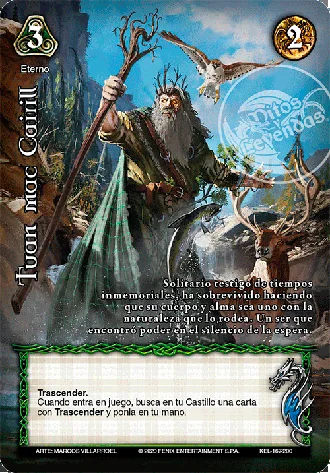 3
2
Eterno
Mitos
y
Leyendas
Tuan mac Cairill
Solitario testigo de tiempos
inmemoriales, ha sobrevivido haciendo
que su cuerpo y alma sea uno con la
naturaleza que lo rodea. Un ser que
encontró poder en el silencio de la espera.
Trascender.
Cuando entra en juego, busca en tu Castillo una carta
con Trascender y ponla en tu mano.
ARTE: MARCOS VILLARROEL